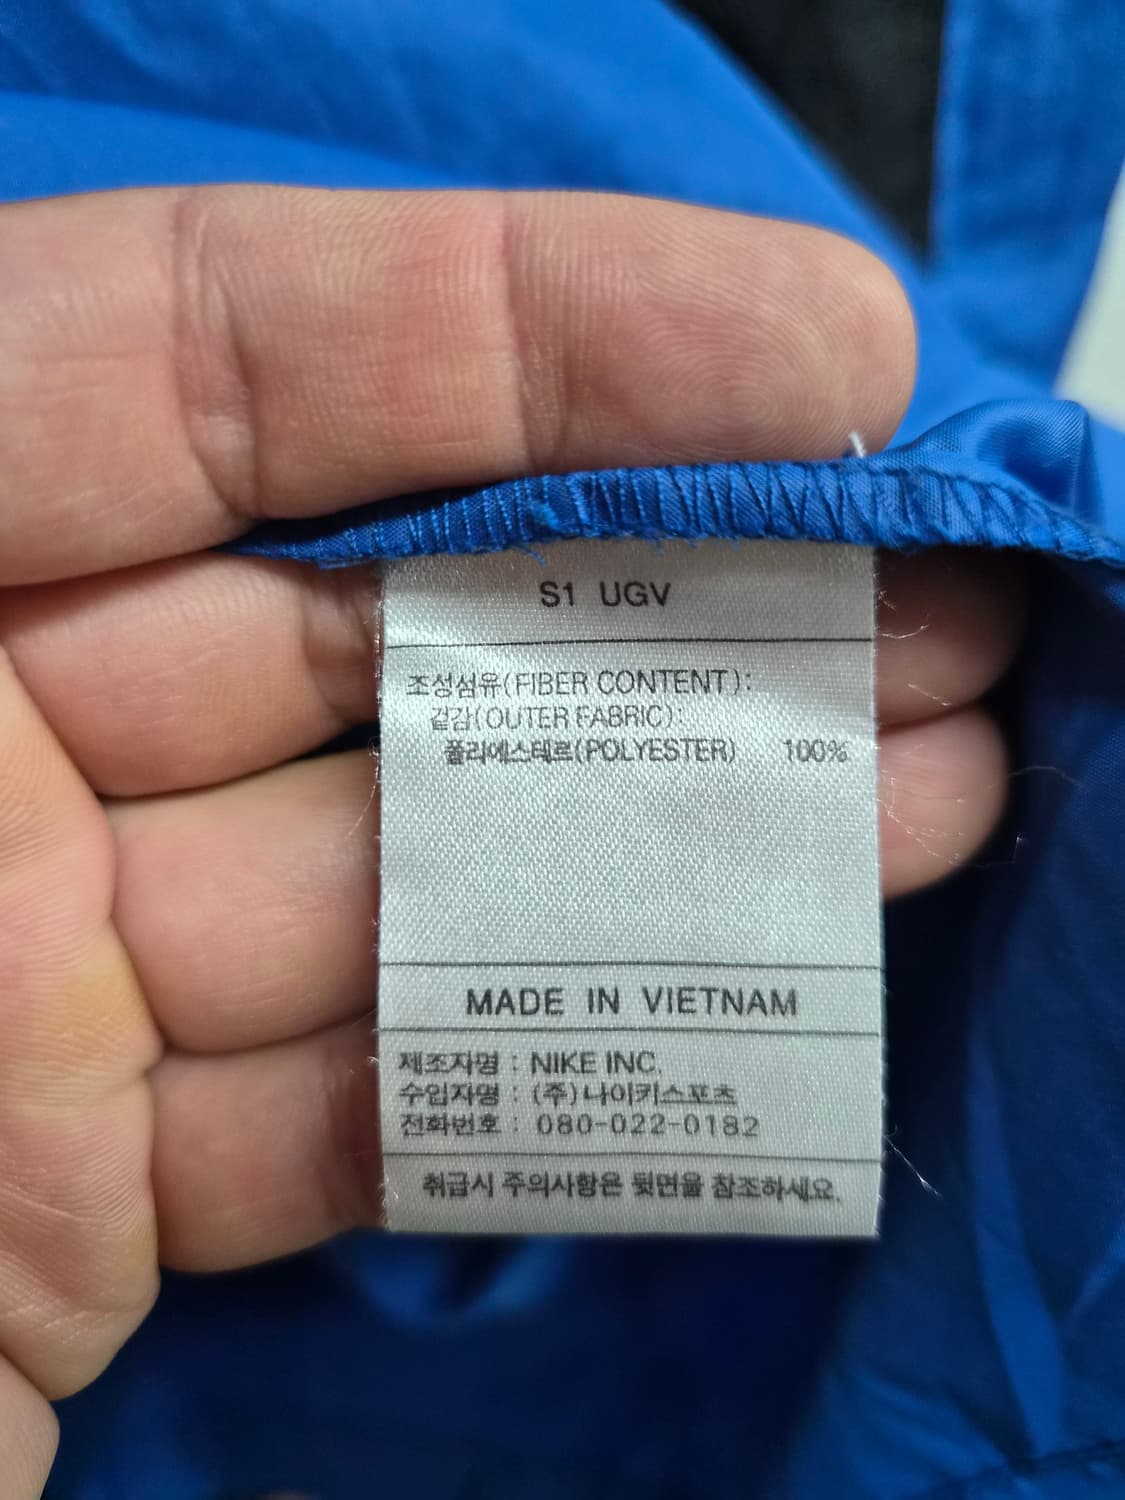 S1 UGV
조성섬유(FIBER CONTENT):
겉감(OUTER FABRIC):
폴리에스테르(POLYESTER) 100%
MADE IN VIETNAM
제조자명 : NIKE INC.
수입자명 : (주)나이키스포츠
전화번호 : 080-022-0182
취급시 주의사항은 뒷면을 참조하세요.